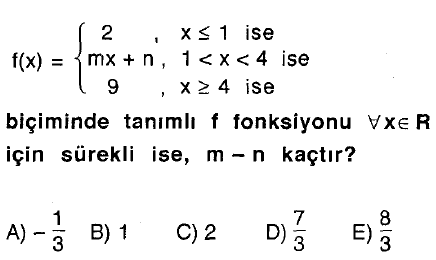 f(x) = { 2 , x ≤ 1 ise
mx + n , 1 < x < 4 ise
9 , x ≥ 4 ise
biçiminde tanımlı f fonksiyonu ∀x∈R
için sürekli ise, m – n kaçtır?
A) – 1/3 B) 1 C) 2 D) 7/3 E) 8/3